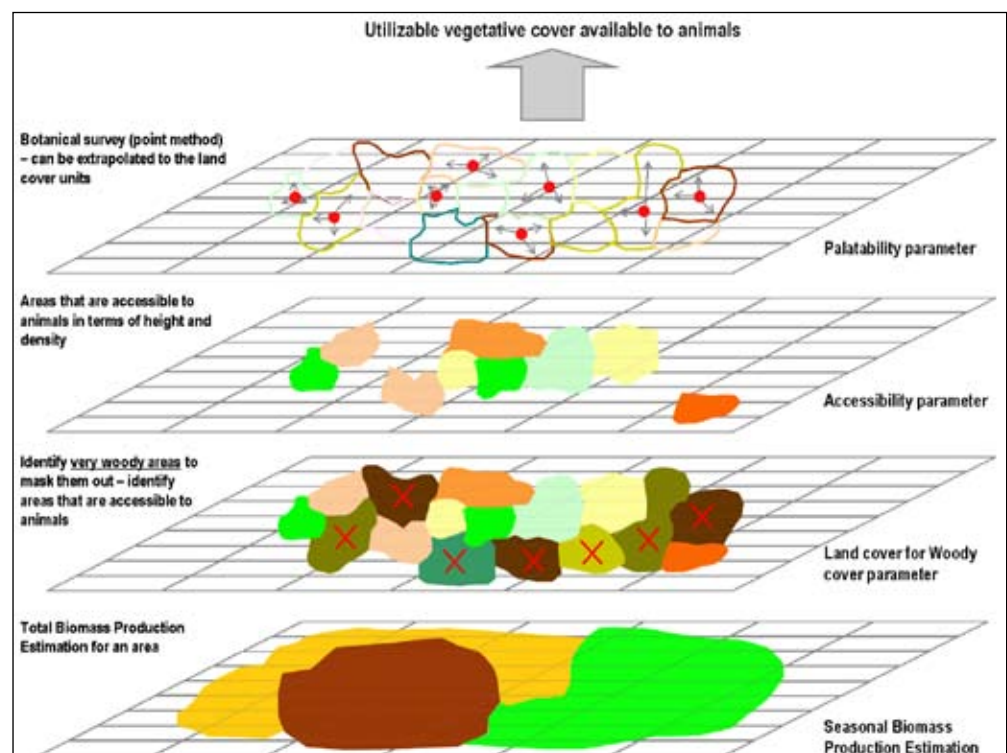 Utilizable vegetative cover available to animals
Botanical survey (point method)
– can be extrapolated to the land
cover units
Palatability parameter
Areas that are accessible to
animals in terms of height and
density
Accessibility parameter
Identify very woody areas to
mask them out – identify
areas that are accessible to
animals
Land cover for Woody
cover parameter
Total Biomass Production
Estimation for an area
Seasonal Biomass
Production Estimation